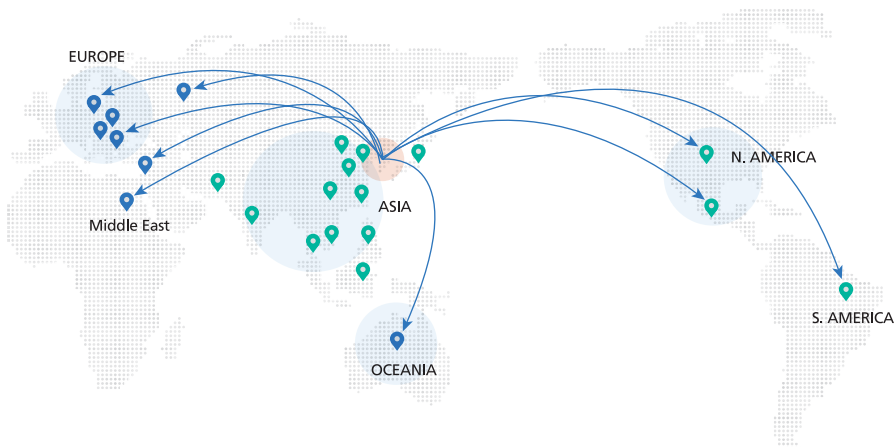 EUROPE
N. AMERICA
ASIA
Middle East
S. AMERICA
OCEANIA